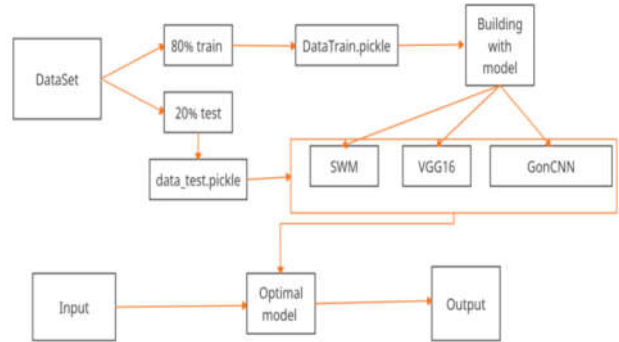 Building
with
model
80% train
DataTrain.pickle
DataSet
20% test
SWM
VGG16
GonCNN
data_test.pickle
Input
Optimal
model
Output